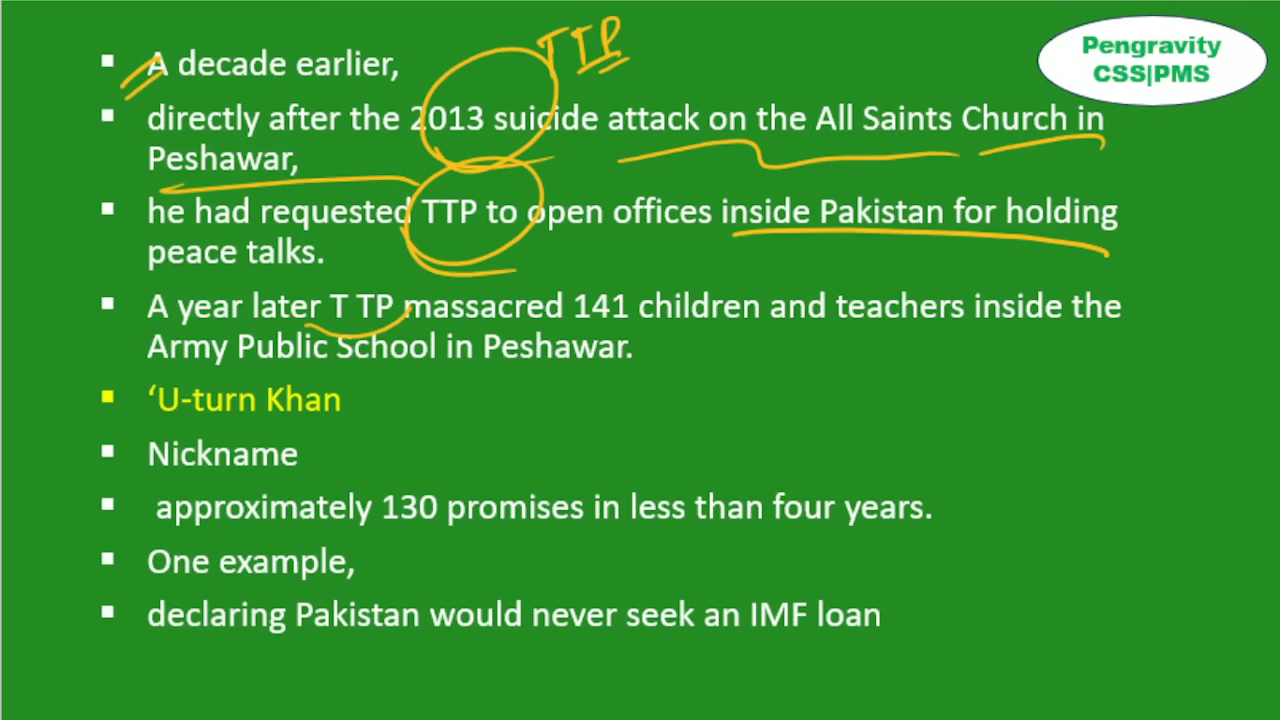 TTP
Pengravity
CSS|PMS
A decade earlier,
directly after the 2013 suicide attack on the All Saints Church in
Peshawar,
he had requested TTP to open offices inside Pakistan for holding
peace talks.
A year later T TP massacred 141 children and teachers inside the
Army Public School in Peshawar.
‘U-turn Khan
Nickname
approximately 130 promises in less than four years.
One example,
declaring Pakistan would never seek an IMF loan